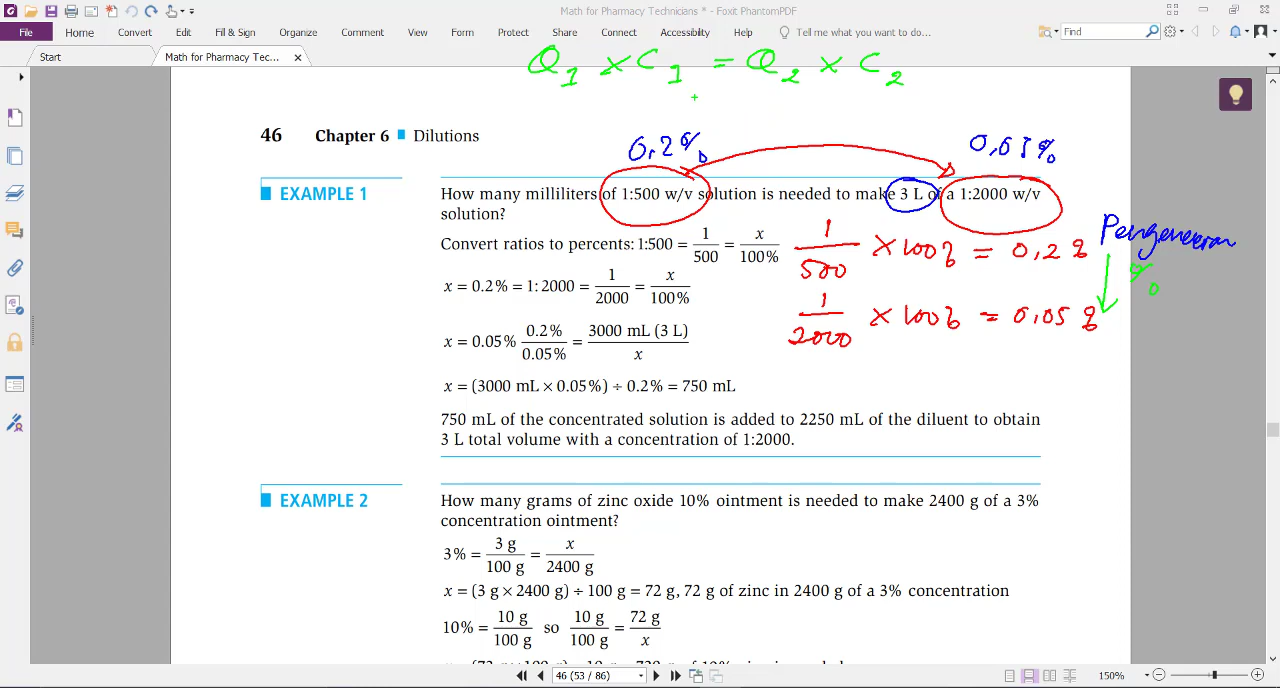 Math for Pharmacy Technicians * - Foxit PhantomPDF
File Home Convert Edit Fill & Sign Organize Comment View Form Protect Share Connect Accessibility Help Tell me what you want to do... Find
Start Math for Pharmacy Tec...
Q1 × C1 = Q2 × C2
46 Chapter 6 Dilutions
0,2% 0,05%
EXAMPLE 1 How many milliliters of 1:500 w/v solution is needed to make 3 L of a 1:2000 w/v
solution?
Convert ratios to percents: 1:500 = 1/500 = x/100%
1/500 × 100% = 0,2%
Pengenceran
%
x = 0.2% = 1:2000 = 1/2000 = x/100%
1/2000 × 100% = 0,05%
x = 0.05% 0.2%/0.05% = 3000 mL (3 L)/x
x = (3000 mL × 0.05%) ÷ 0.2% = 750 mL
750 mL of the concentrated solution is added to 2250 mL of the diluent to obtain
3 L total volume with a concentration of 1:2000.
EXAMPLE 2 How many grams of zinc oxide 10% ointment is needed to make 2400 g of a 3%
concentration ointment?
3% = 3 g/100 g = x/2400 g
x = (3 g × 2400 g) ÷ 100 g = 72 g, 72 g of zinc in 2400 g of a 3% concentration
10% = 10 g/100 g so 10 g/100 g = 72 g/x
46 (53 / 86) 150%